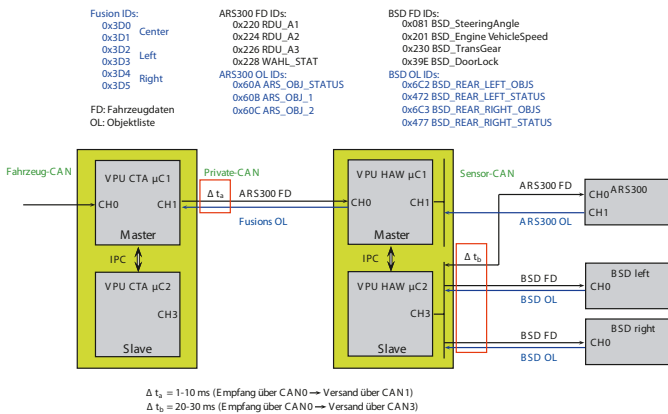 Fusion IDs:
0x3D0
0x3D1
Center
0x3D2
0x3D3
Left
0x3D4
0x3D5
Right
FD: Fahrzeugdaten
OL: Objektliste
ARS300 FD IDs:
0x220 RDU_A1
0x224 RDU_A2
0x226 RDU_A3
0x228 WAHL_STAT
ARS300 OL IDs:
0x60A ARS_OBJ_STATUS
0x60B ARS_OBJ_1
0x60C ARS_OBJ_2
BSD FD IDs:
0x081 BSD_SteeringAngle
0x201 BSD_Engine VehicleSpeed
0x230 BSD_TransGear
0x39E BSD_DoorLock
BSD OL IDs:
0x6C2 BSD_REAR_LEFT_OBJS
0x472 BSD_REAR_LEFT_STATUS
0x6C3 BSD_REAR_RIGHT_OBJS
0x477 BSD_REAR_RIGHT_STATUS
Fahrzeug-CAN
VPU CTA µC1
CH0
CH1
Master
IPC
VPU CTA µC2
CH3
Slave
Private-CAN
Δ ta
ARS300 FD
Fusions OL
VPU HAW µC1
CH0
CH1
Master
IPC
VPU HAW µC2
CH3
Slave
Sensor-CAN
Δ tb
ARS300 FD
ARS300 OL
BSD FD
BSD OL
BSD FD
BSD OL
ARS300
CH0
CH1
BSD left
CH0
BSD right
CH0
Δ ta = 1-10 ms (Empfang über CAN0 → Versand über CAN1)
Δ tb = 20-30 ms (Empfang über CAN0 → Versand über CAN3)